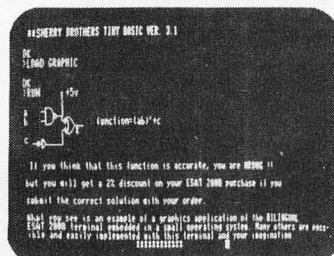 ##SHERRY BROTHERS TINY BASIC VER. 3.1
OK
>LOAD GRAPHIC
OK
>RUN
+5v
a
b
c
function=(ab)'+c
If you think that this function is accurate, you are WRONG !!
but you will get a 2% discount on your ESAT 200B purchase if you
submit the correct solution with your order.
What you see is an example of a graphics application of the BILINGUAL
ESAT 200B terminal embedded in a small operating system. Many others are poss-
ible and easily implemented with this terminal and your imagination